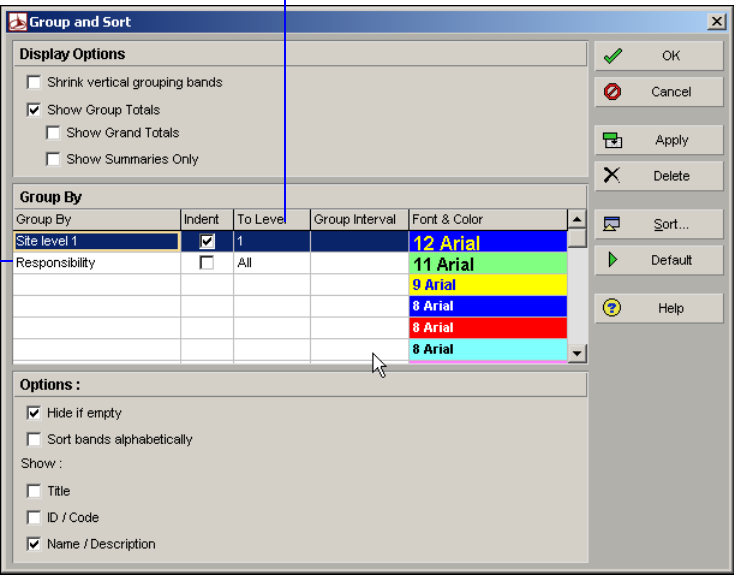 Group and Sort
Display Options
Shrink vertical grouping bands
Show Group Totals
Show Grand Totals
Show Summaries Only
OK
Cancel
Apply
Delete
Sort...
Default
Help
Group By
Group By Indent To Level Group Interval Font & Color
Site level 1 1 12 Arial
Responsibility All 11 Arial
9 Arial
8 Arial
8 Arial
8 Arial
Options :
Hide if empty
Sort bands alphabetically
Show :
Title
ID / Code
Name / Description